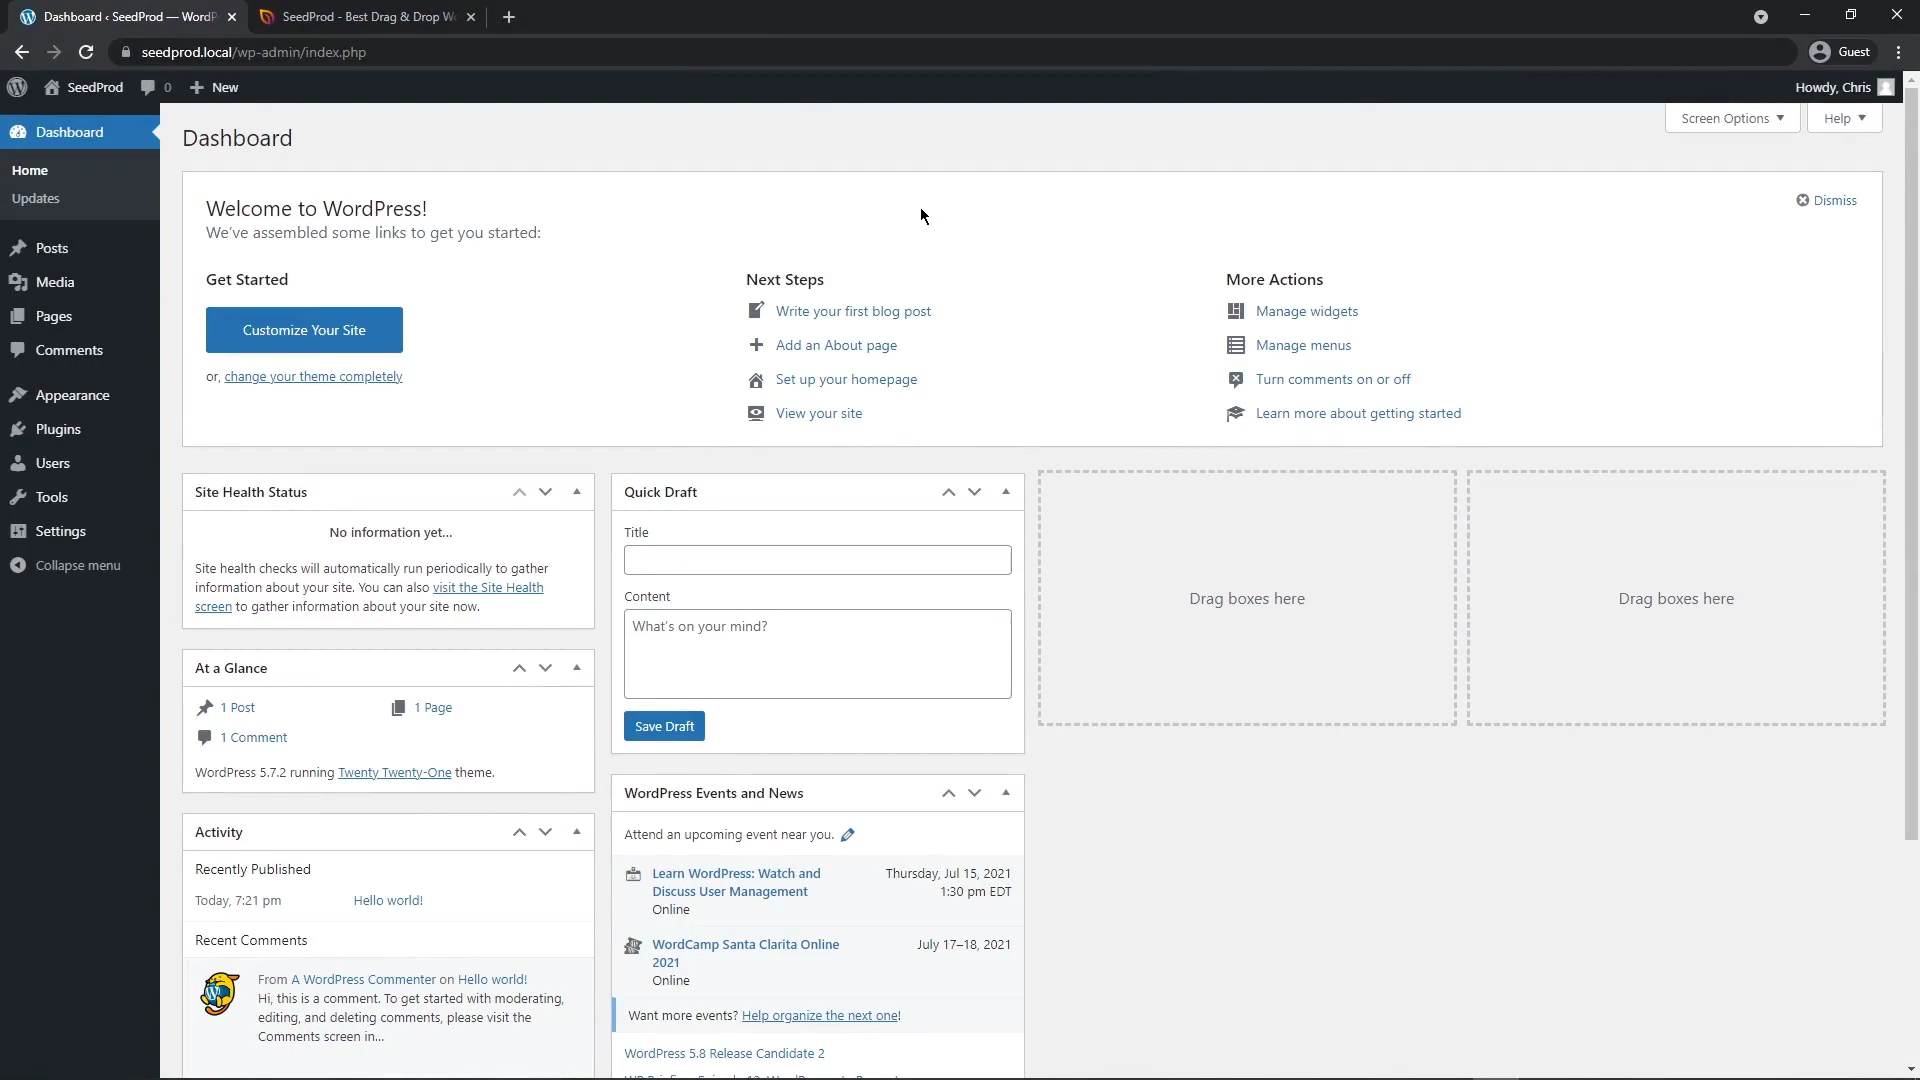 Dashboard ‹ SeedProd — WordP
SeedProd - Best Drag & Drop Wo
seedprod.local/wp-admin/index.php
Guest
SeedProd
0
New
Howdy, Chris
Dashboard
Home
Updates
Posts
Media
Pages
Comments
Appearance
Plugins
Users
Tools
Settings
Collapse menu
Screen Options
Help
Dashboard
Welcome to WordPress!
We've assembled some links to get you started:
Dismiss
Get Started
Customize Your Site
or, change your theme completely
Next Steps
Write your first blog post
Add an About page
Set up your homepage
View your site
More Actions
Manage widgets
Manage menus
Turn comments on or off
Learn more about getting started
Site Health Status
No information yet...
Site health checks will automatically run periodically to gather
information about your site. You can also visit the Site Health
screen to gather information about your site now.
At a Glance
1 Post
1 Page
1 Comment
WordPress 5.7.2 running Twenty Twenty-One theme.
Activity
Recently Published
Today, 7:21 pm
Hello world!
Recent Comments
From A WordPress Commenter on Hello world!
Hi, this is a comment. To get started with moderating,
editing, and deleting comments, please visit the
Comments screen in...
Quick Draft
Title
Content
What's on your mind?
Save Draft
WordPress Events and News
Attend an upcoming event near you.
Learn WordPress: Watch and
Discuss User Management
Online
Thursday, Jul 15, 2021
1:30 pm EDT
WordCamp Santa Clarita Online
2021
Online
July 17–18, 2021
Want more events? Help organize the next one!
WordPress 5.8 Release Candidate 2
Drag boxes here
Drag boxes here